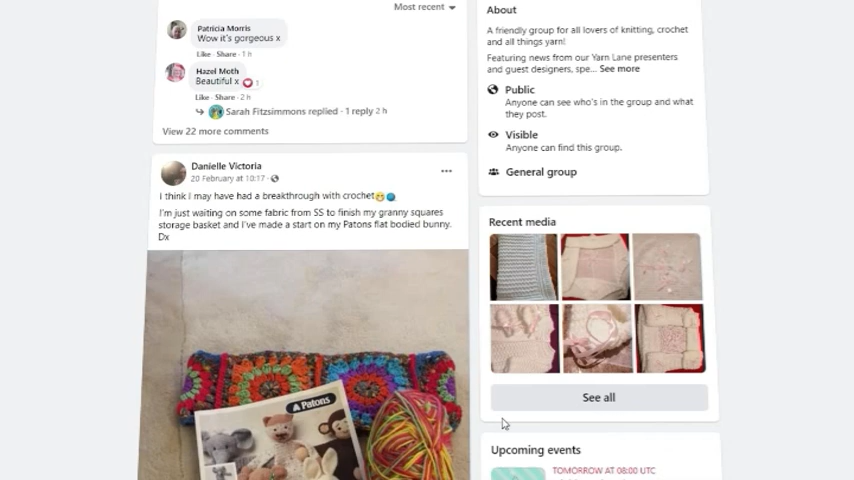 Most recent
Patricia Morris
Wow it's gorgeous x
Like · Share · 1 h
Hazel Moth
Beautiful x 1
Like · Share · 2 h
Sarah Fitzsimmons replied · 1 reply 2 h
View 22 more comments
Danielle Victoria
20 February at 10:17 ·
I think I may have had a breakthrough with crochet
I'm just waiting on some fabric from SS to finish my granny squares
storage basket and I've made a start on my Patons flat bodied bunny.
Dx
Patons
About
A friendly group for all lovers of knitting, crochet
and all things yarn!
Featuring news from our Yarn Lane presenters
and guest designers, spe... See more
Public
Anyone can see who's in the group and what
they post.
Visible
Anyone can find this group.
General group
Recent media
See all
Upcoming events
TOMORROW AT 08:00 UTC